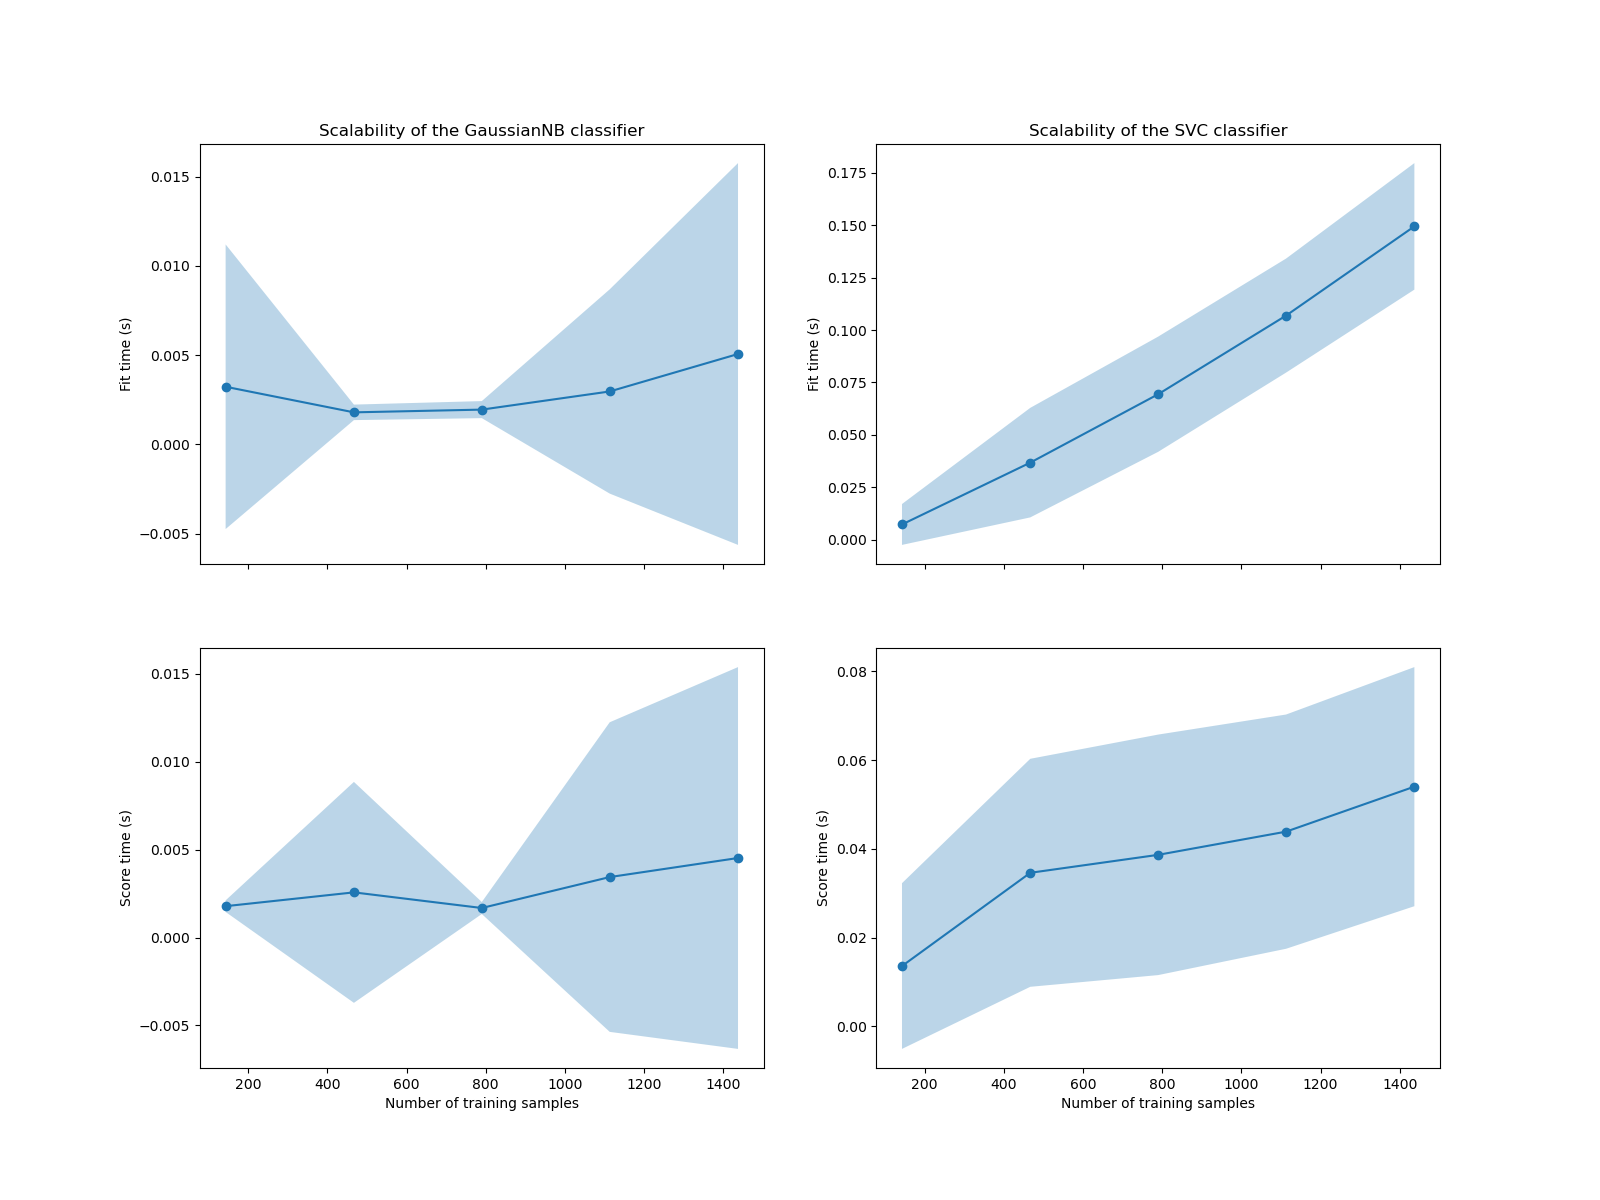 Scalability of the GaussianNB classifier
0.015
0.010
0.005
0.000
−0.005
Fit time (s)
Scalability of the SVC classifier
0.175
0.150
0.125
0.100
0.075
0.050
0.025
0.000
Fit time (s)
0.015
0.010
0.005
0.000
−0.005
Score time (s)
200 400 600 800 1000 1200 1400
Number of training samples
0.08
0.06
0.04
0.02
0.00
Score time (s)
200 400 600 800 1000 1200 1400
Number of training samples